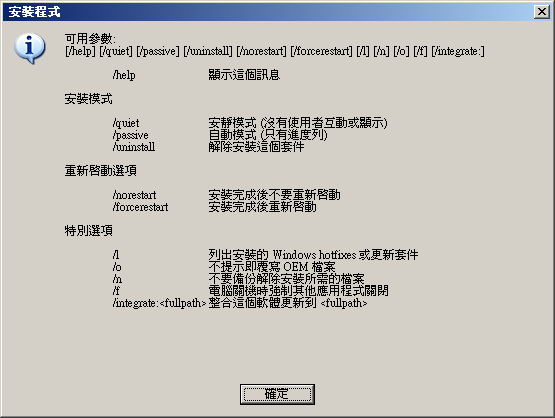 安裝程式
可用參數:
[/help] [/quiet] [/passive] [/uninstall] [/norestart] [/forcerestart] [/l] [/n] [/o] [/f] [/integrate:]
/help 顯示這個訊息
安裝模式
/quiet 安靜模式 (沒有使用者互動或顯示)
/passive 自動模式 (只有進度列)
/uninstall 解除安裝這個套件
重新啟動選項
/norestart 安裝完成後不要重新啟動
/forcerestart 安裝完成後重新啟動
特別選項
/l 列出安裝的 Windows hotfixes 或更新套件
/o 不提示即覆寫 OEM 檔案
/n 不要備份解除安裝所需的檔案
/f 電腦關機時強制其他應用程式關閉
/integrate:<fullpath> 整合這個軟體更新到 <fullpath>
確定